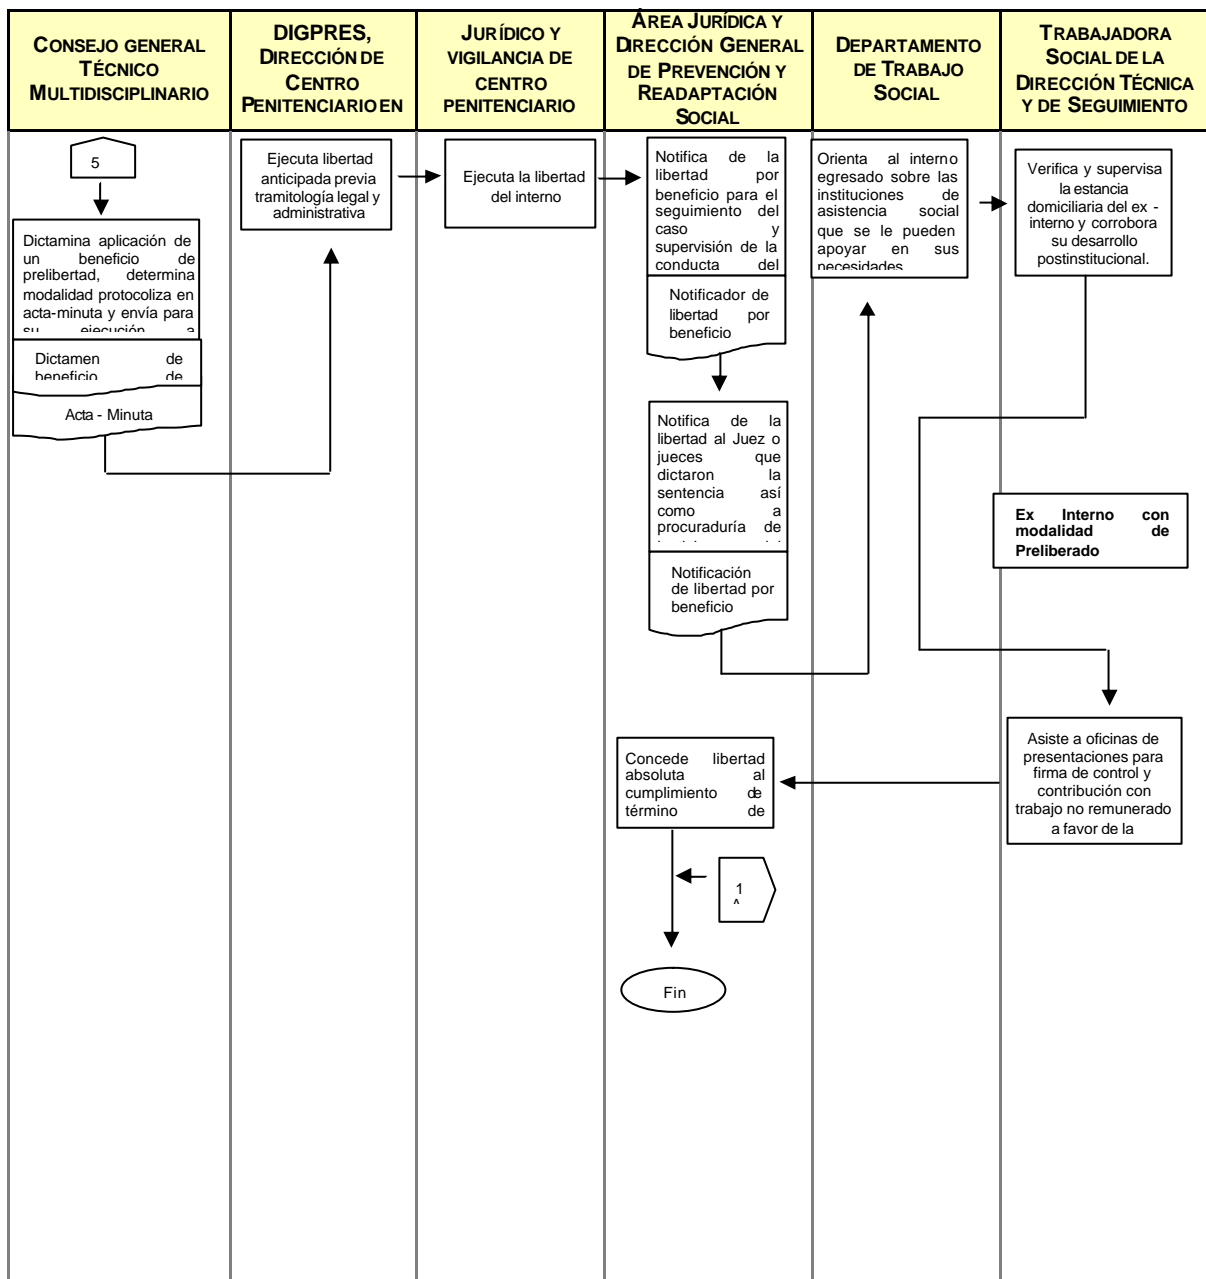 CONSEJO GENERAL
TÉCNICO
MULTIDISCIPLINARIO
DIGPRES,
DIRECCIÓN DE
CENTRO
PENITENCIARIO EN
JURÍDICO Y
VIGILANCIA DE
CENTRO
PENITENCIARIO
ÁREA JURÍDICA Y
DIRECCIÓN GENERAL
DE PREVENCIÓN Y
READAPTACIÓN
SOCIAL
DEPARTAMENTO
DE TRABAJO
SOCIAL
TRABAJADORA
SOCIAL DE LA
DIRECCIÓN TÉCNICA
Y DE SEGUIMIENTO
5
Dictamina aplicación de
un beneficio de
prelibertad, determina
modalidad protocoliza en
acta-minuta y envía para
su ejecución a
Dictamen de
beneficio de
Acta - Minuta
Ejecuta libertad
anticipada previa
tramitología legal y
administrativa
Ejecuta la libertad
del interno
Notifica de la
libertad por
beneficio para el
seguimiento del
caso y
supervisión de la
conducta del
Notificador de
libertad por
beneficio
Notifica de la
libertad al Juez o
jueces que
dictaron la
sentencia así
como a
procuraduría de
Notificación
de libertad por
beneficio
Orienta al interno
egresado sobre las
instituciones de
asistencia social
que se le pueden
apoyar en sus
necesidades
Verifica y supervisa
la estancia
domiciliaria del ex -
interno y corrobora
su desarrollo
postinstitucional.
Ex Interno con
modalidad de
Preliberado
Asiste a oficinas de
presentaciones para
firma de control y
contribución con
trabajo no remunerado
a favor de la
Concede libertad
absoluta al
cumplimiento de
término de
1
Fin